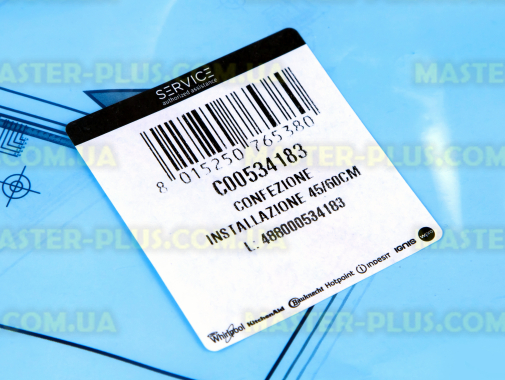 SERVICE
authorized assistance
8 015250 765380
C00534183
CONFEZIONE
INSTALLAZIONE 45/60CM
L: 488000534183
Whirlpool KitchenAid Bauknecht Hotpoint INDESIT IGNIS
MASTER-PLUS.COM.UA